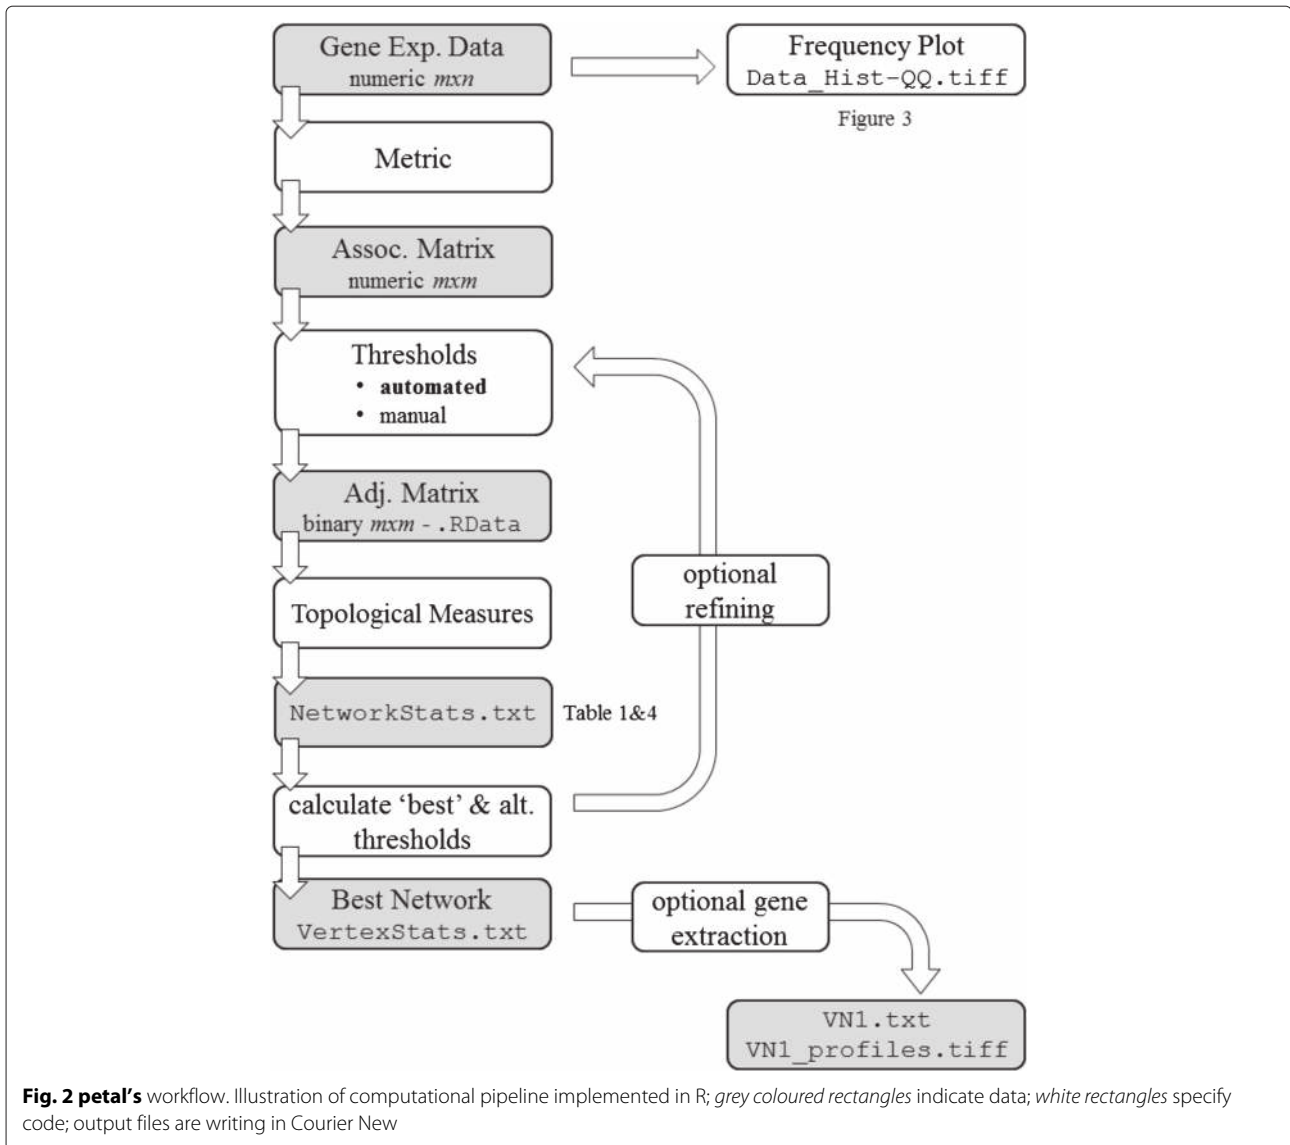 Gene Exp. Data
numeric mxn
Frequency Plot
Data_Hist-QQ.tiff
Figure 3
Metric
Assoc. Matrix
numeric mxm
Thresholds
• automated
• manual
Adj. Matrix
binary mxm - .RData
optional
refining
Topological Measures
NetworkStats.txt
Table 1&4
calculate ‘best’ & alt.
thresholds
Best Network
VertexStats.txt
optional gene
extraction
VN1.txt
VN1_profiles.tiff
Fig. 2 petal’s workflow. Illustration of computational pipeline implemented in R; grey coloured rectangles indicate data; white rectangles specify
code; output files are writing in Courier New